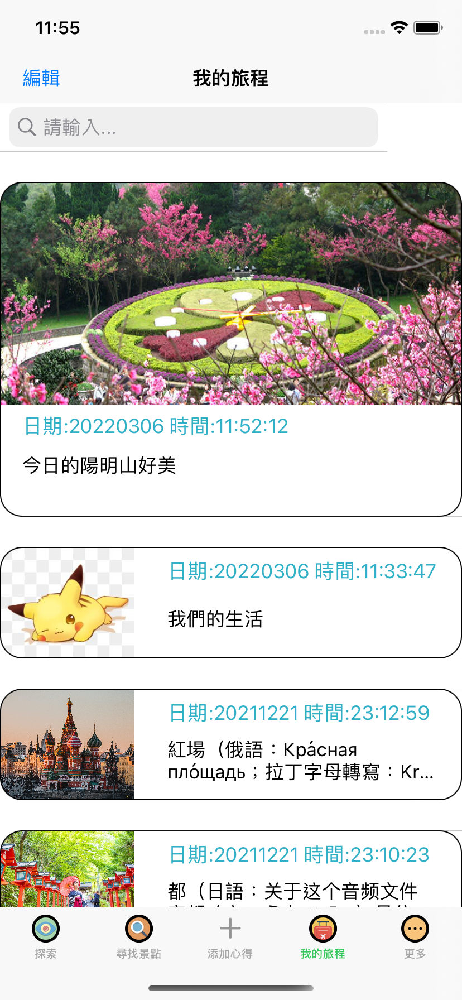 11:55
編輯
我的旅程
請輸入...
日期:20220306 時間:11:52:12
今日的陽明山好美
日期:20220306 時間:11:33:47
我們的生活
日期:20211221 時間:23:12:59
紅場（俄語：Кра́сная
пло́щадь；拉丁字母轉寫：Kr...
日期:20211221 時間:23:10:23
都（日語：关于这个音频文件
探索
尋找景點
添加心得
我的旅程
更多